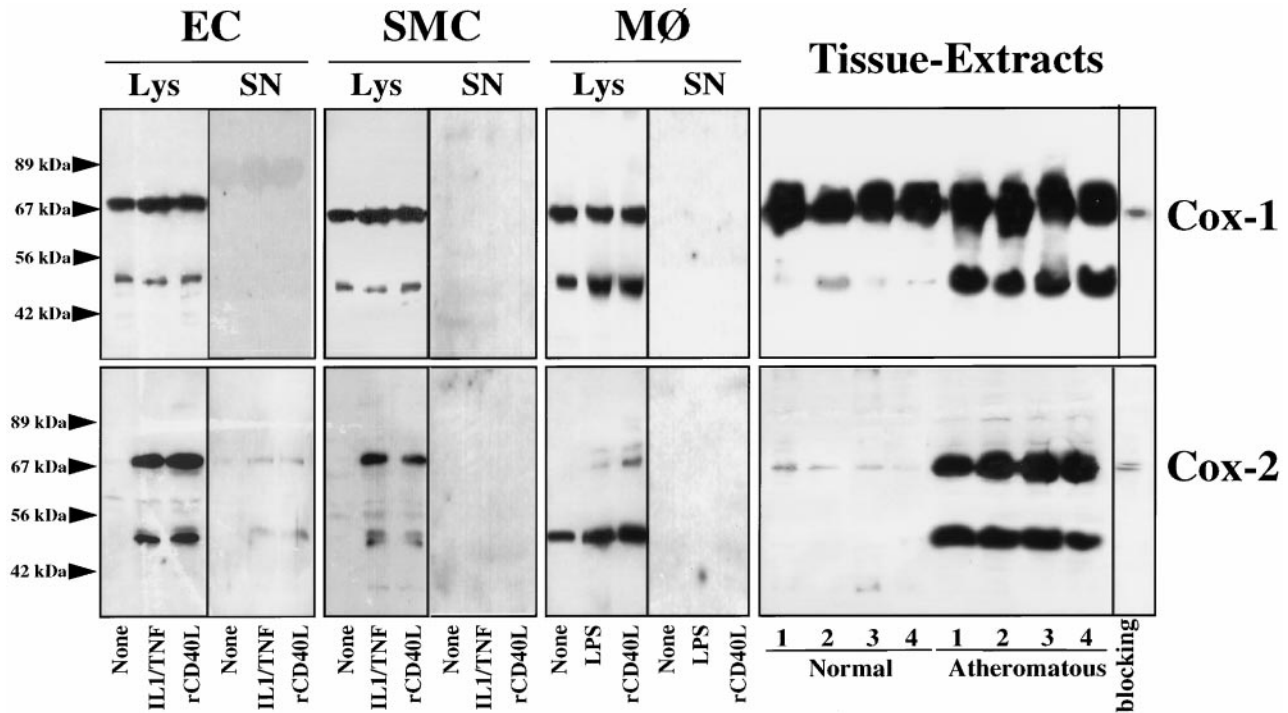 EC SMC MØ
Tissue-Extracts
Lys SN Lys SN Lys SN
89 kDa
67 kDa
Cox-1
56 kDa
42 kDa
89 kDa
67 kDa
Cox-2
56 kDa
42 kDa
None IL1/TNF rCD40L None IL1/TNF rCD40L None IL1/TNF rCD40L None IL1/TNF rCD40L None LPS rCD40L None LPS rCD40L
1 2 3 4 1 2 3 4
Normal Atheromatous
blocking